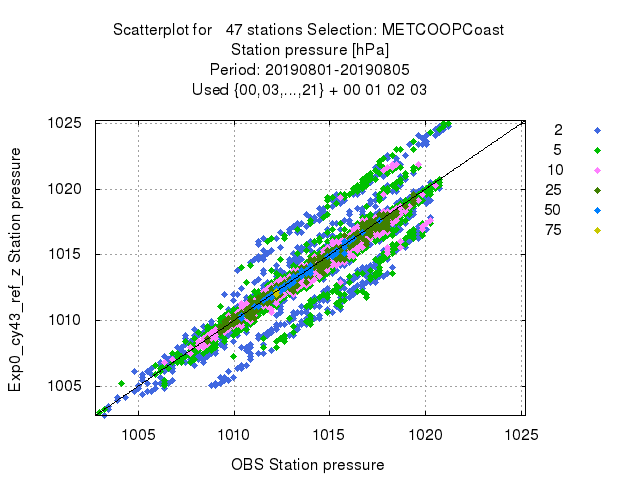 Scatterplot for 47 stations Selection: METCOOPCoast
Station pressure [hPa]
Period: 20190801-20190805
Used {00,03,...,21} + 00 01 02 03
Exp0_cy43_ref_z Station pressure
1025
1020
1015
1010
1005
1005 1010 1015 1020 1025
OBS Station pressure
2
5
10
25
50
75